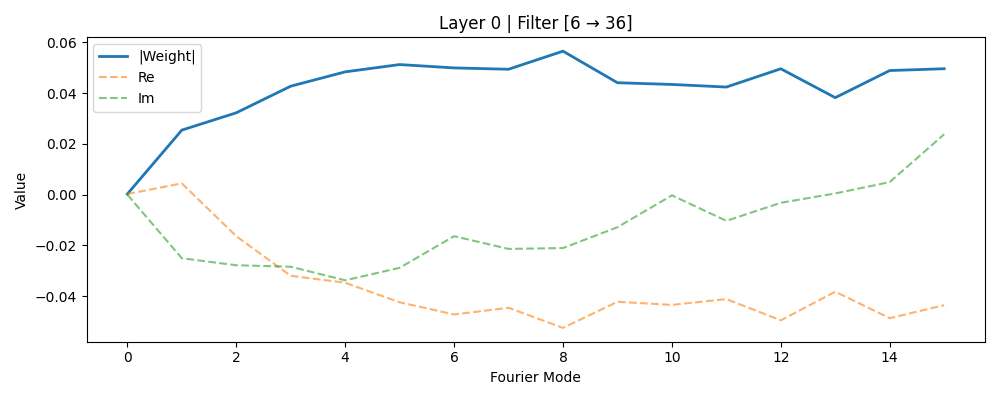 Layer 0 | Filter [6 → 36]
|Weight|
Re
Im
Value
0.06
0.04
0.02
0.00
−0.02
−0.04
0 2 4 6 8 10 12 14
Fourier Mode